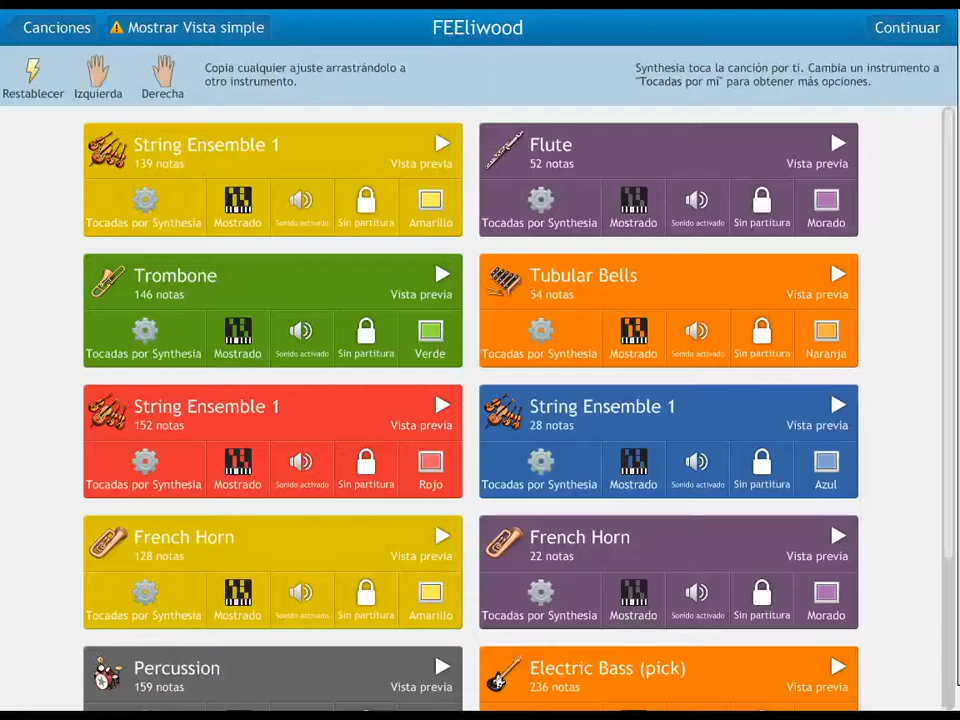 Canciones
Mostrar Vista simple
FEEliwood
Continuar
Restablecer
Izquierda
Derecha
Copia cualquier ajuste arrastrándolo a
otro instrumento.
Synthesia toca la canción por ti. Cambia un instrumento a
"Tocadas por mí" para obtener más opciones.
String Ensemble 1
139 notas
Vista previa
Tocadas por Synthesia
Mostrado
Sonido activado
Sin partitura
Amarillo
Flute
52 notas
Vista previa
Tocadas por Synthesia
Mostrado
Sonido activado
Sin partitura
Morado
Trombone
146 notas
Vista previa
Tocadas por Synthesia
Mostrado
Sonido activado
Sin partitura
Verde
Tubular Bells
54 notas
Vista previa
Tocadas por Synthesia
Mostrado
Sonido activado
Sin partitura
Naranja
String Ensemble 1
152 notas
Vista previa
Tocadas por Synthesia
Mostrado
Sonido activado
Sin partitura
Rojo
String Ensemble 1
28 notas
Vista previa
Tocadas por Synthesia
Mostrado
Sonido activado
Sin partitura
Azul
French Horn
128 notas
Vista previa
Tocadas por Synthesia
Mostrado
Sonido activado
Sin partitura
Amarillo
French Horn
22 notas
Vista previa
Tocadas por Synthesia
Mostrado
Sonido activado
Sin partitura
Morado
Percussion
159 notas
Vista previa
Electric Bass (pick)
236 notas
Vista previa